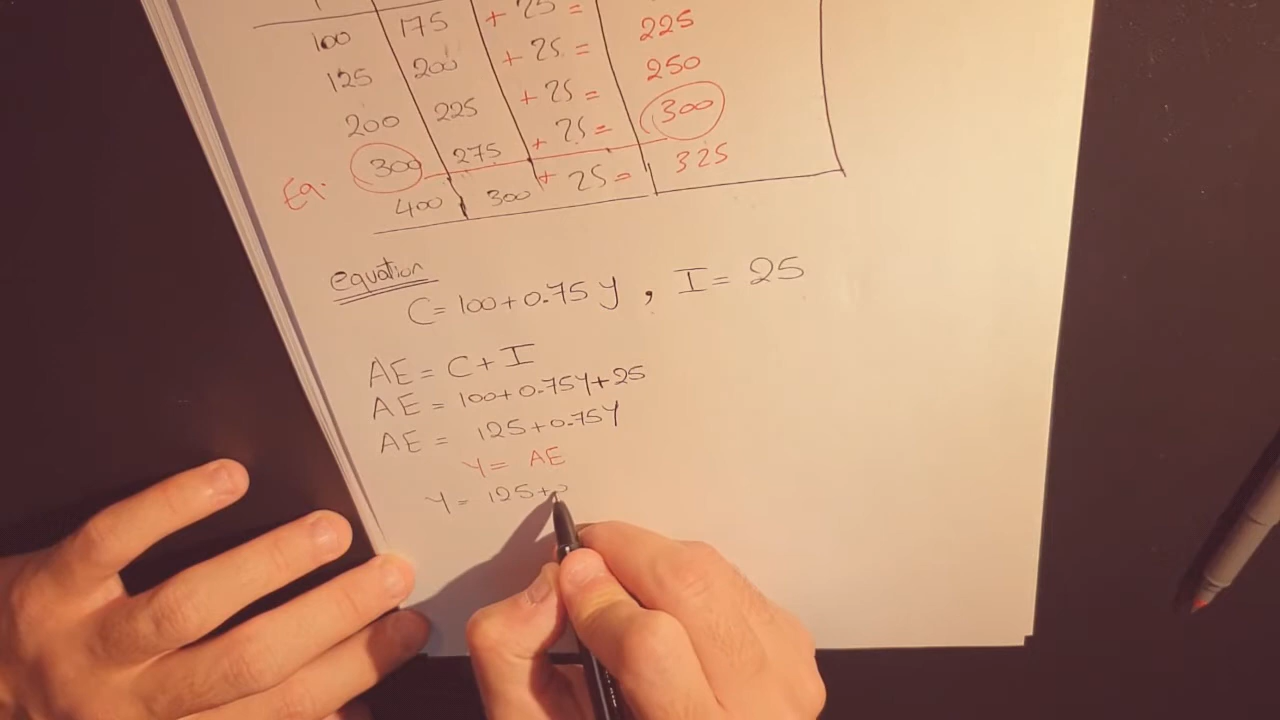 100 175 + 25 = 225
125 200 + 25 = 250
200 225 + 25 = 300
Eq. 300 275 + 25 = 325
400 300 + 25 =
equation
C = 100 + 0.75 Y , I = 25
AE = C + I
AE = 100 + 0.75Y + 25
AE = 125 + 0.75Y
Y = AE
Y = 125 +